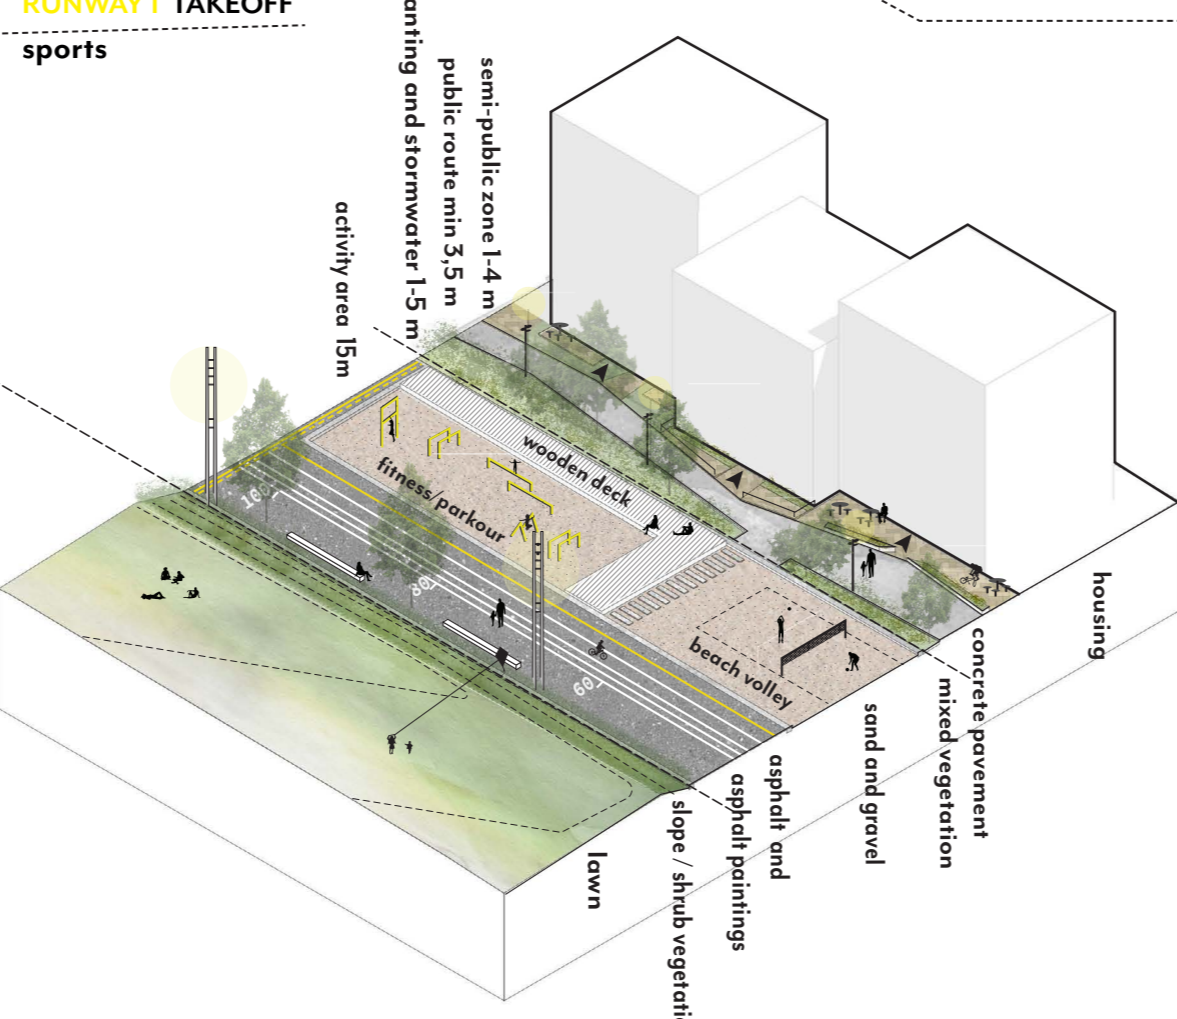 RUNWAY I TAKEOFF
sports
anting and stormwater 1-5 m
public route min 3,5 m
semi-public zone 1-4 m
activity area 15m
wooden deck
fitness/parkour
beach volley
100
80
60
housing
concrete pavement
mixed vegetation
sand and gravel
asphalt and
asphalt paintings
slope / shrub vegetati
lawn